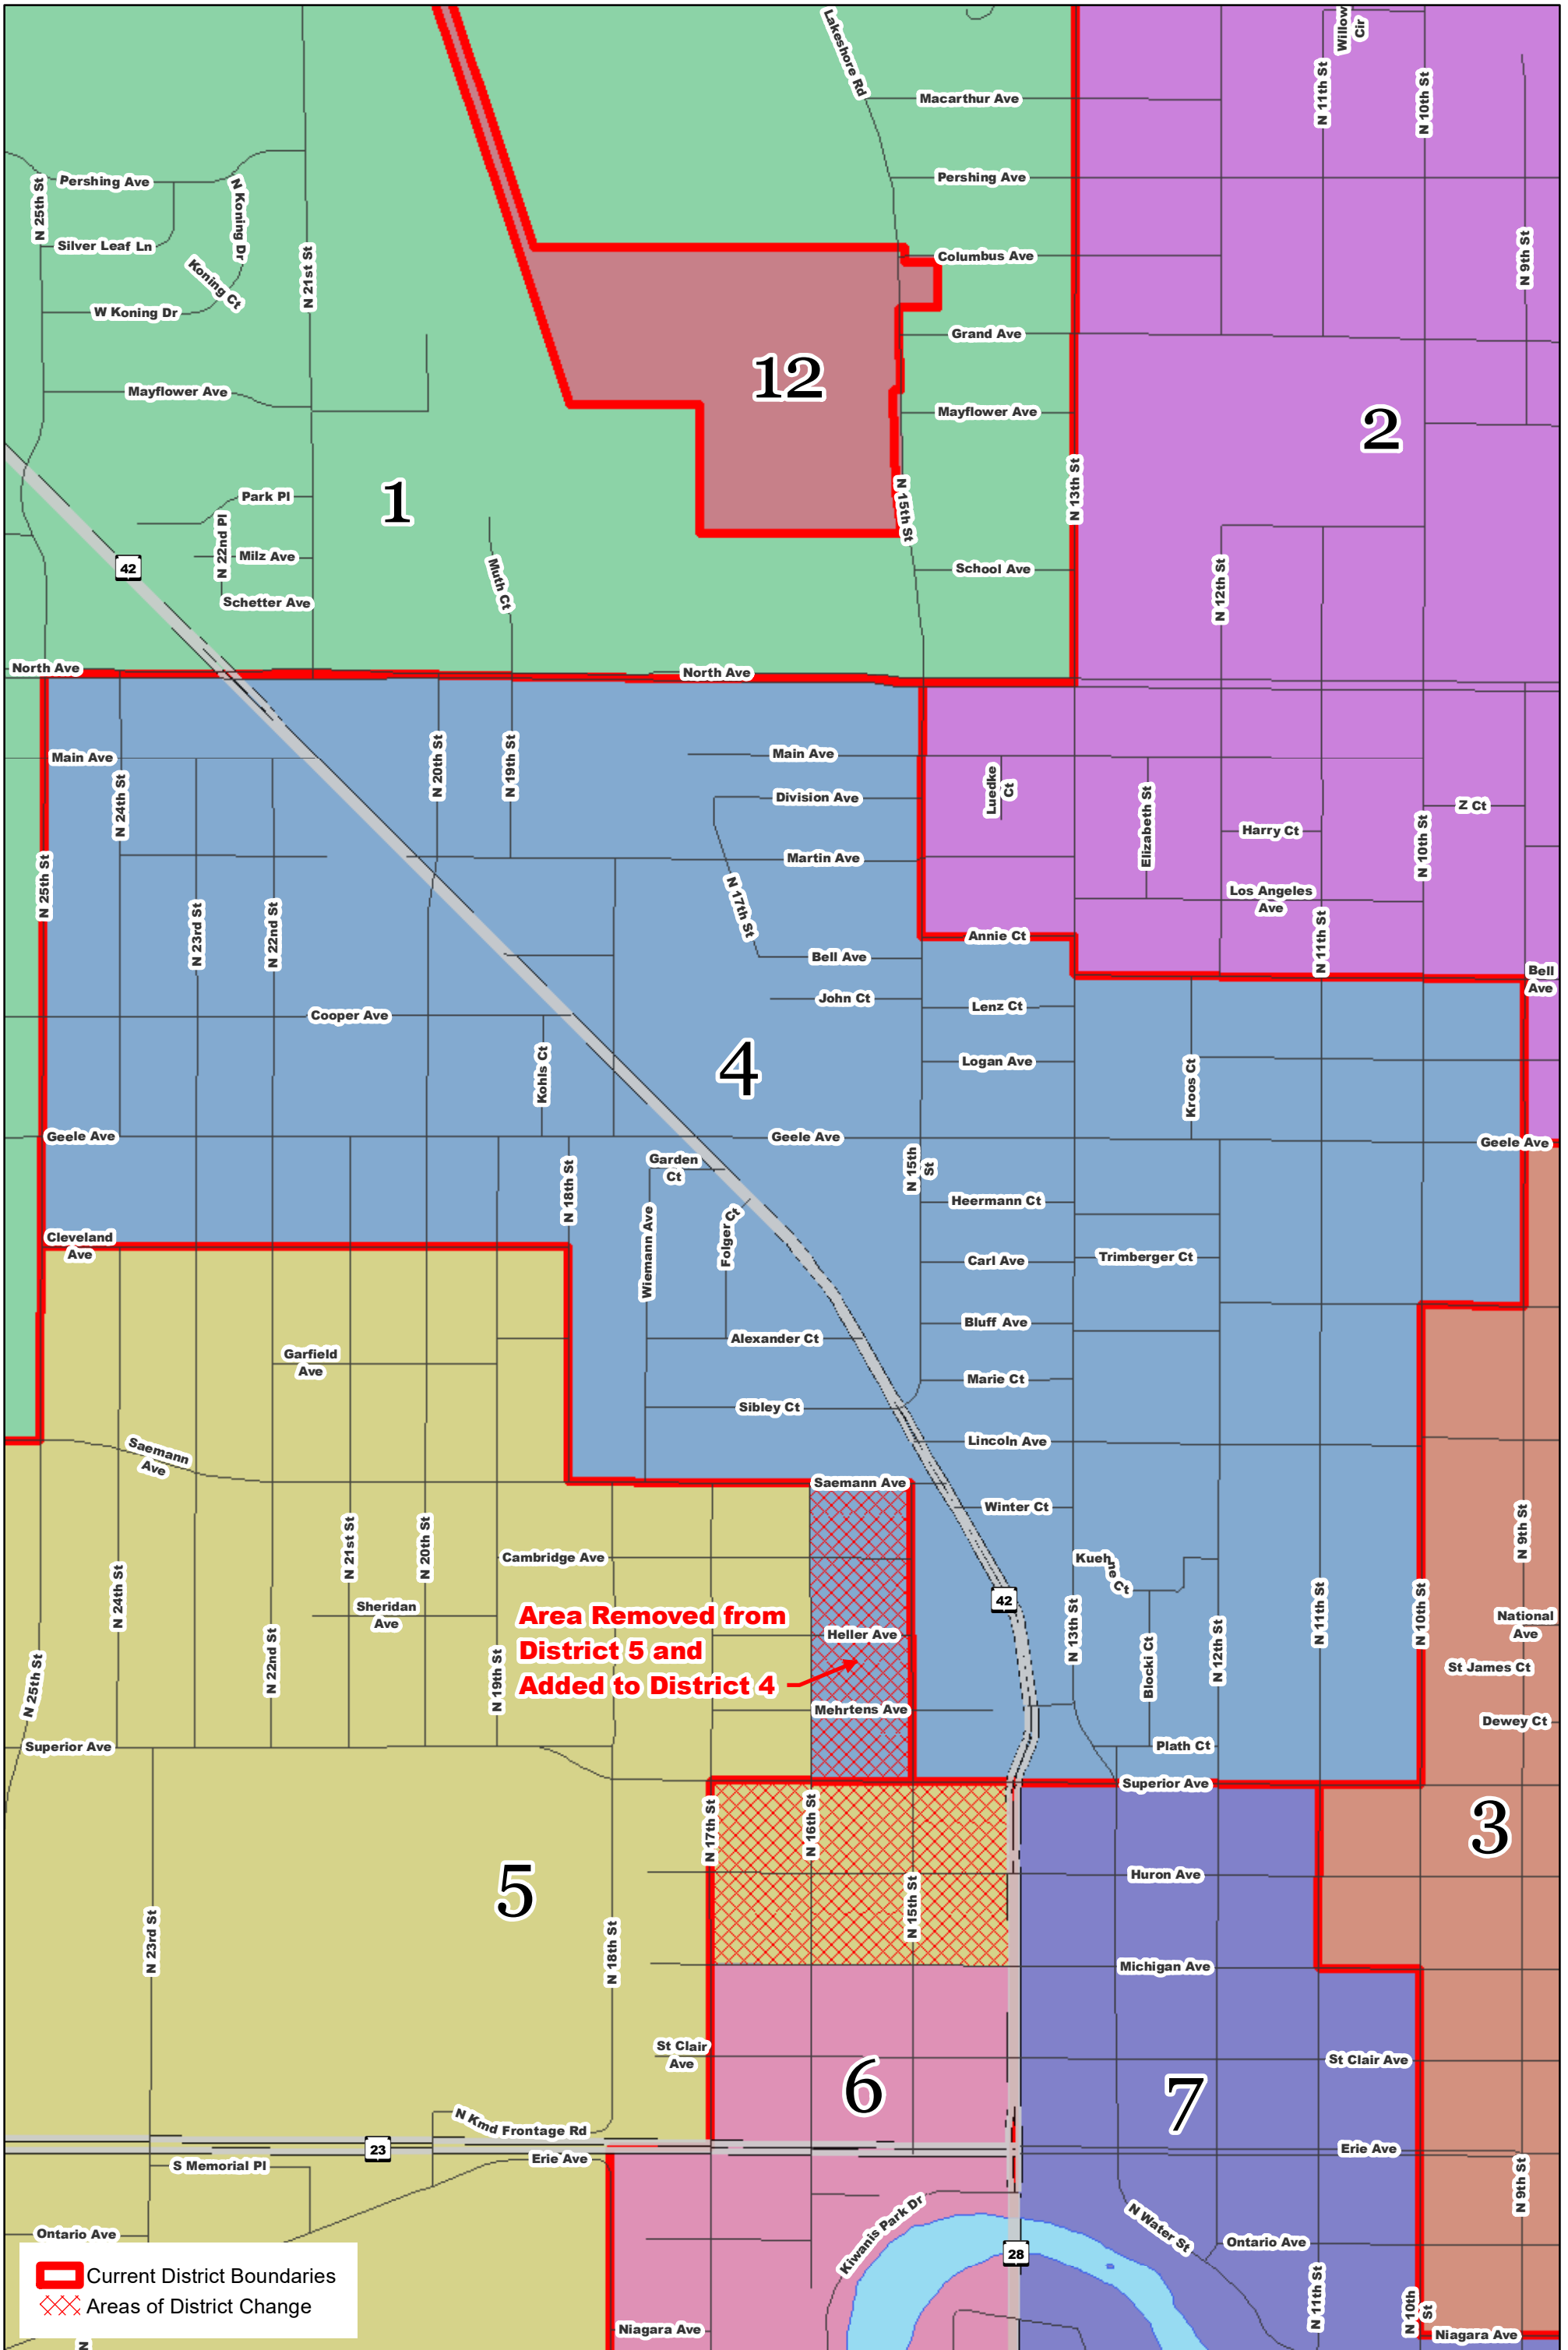 Willow
Cir
Lakeshore Rd
N 11th St
N 10th St
Macarthur Ave
Pershing Ave
Pershing Ave
N 25th St
N Koning Dr
Silver Leaf Ln
N 21st St
Koning Ct
W Koning Dr
Columbus Ave
N 9th St
Grand Ave
12
Mayflower Ave
Mayflower Ave
2
1
Park Pl
N 22nd Pl
Milz Ave
Schetter Ave
42
Muth Ct
N 15th St
N 13th St
School Ave
N 12th St
North Ave
North Ave
Main Ave
N 24th St
N 20th St
N 19th St
Main Ave
Division Ave
Luedke
Ct
Elizabeth St
Z Ct
Harry Ct
N 10th St
Martin Ave
N 25th St
N 23rd St
N 22nd St
N 17th St
Los Angeles
Ave
N 11th St
Annie Ct
Bell Ave
Bell
Ave
John Ct
Lenz Ct
Cooper Ave
Kohls Ct
4
Logan Ave
Kroos Ct
Geele Ave
Geele Ave
Geele Ave
Garden
Ct
N 15th
St
N 18th St
Wiemann Ave
Folger Ct
Heermann Ct
Cleveland
Ave
Carl Ave
Trimberger Ct
Bluff Ave
Alexander Ct
Garfield
Ave
Marie Ct
Sibley Ct
Lincoln Ave
Saemann
Ave
Saemann Ave
Winter Ct
N 21st St
N 20th St
N 9th St
Cambridge Ave
Kuehne Ct
N 24th St
42
Sheridan
Ave
N 13th St
N 12th St
N 11th St
N 10th St
National
Ave
Area Removed from
District 5 and
Added to District 4
Heller Ave
N 25th St
N 22nd St
N 19th St
Blocki Ct
St James Ct
Mehrtens Ave
Dewey Ct
Superior Ave
Plath Ct
Superior Ave
N 17th St
N 16th St
3
5
Huron Ave
N 15th St
N 23rd St
N 18th St
Michigan Ave
St Clair
Ave
St Clair Ave
6
7
N Kmd Frontage Rd
23
Erie Ave
Erie Ave
S Memorial Pl
N 9th St
Kiwanis Park Dr
N Water St
Ontario Ave
Ontario Ave
28
N 11th St
N 10th
St
Current District Boundaries
Areas of District Change
Niagara Ave
Niagara Ave
N